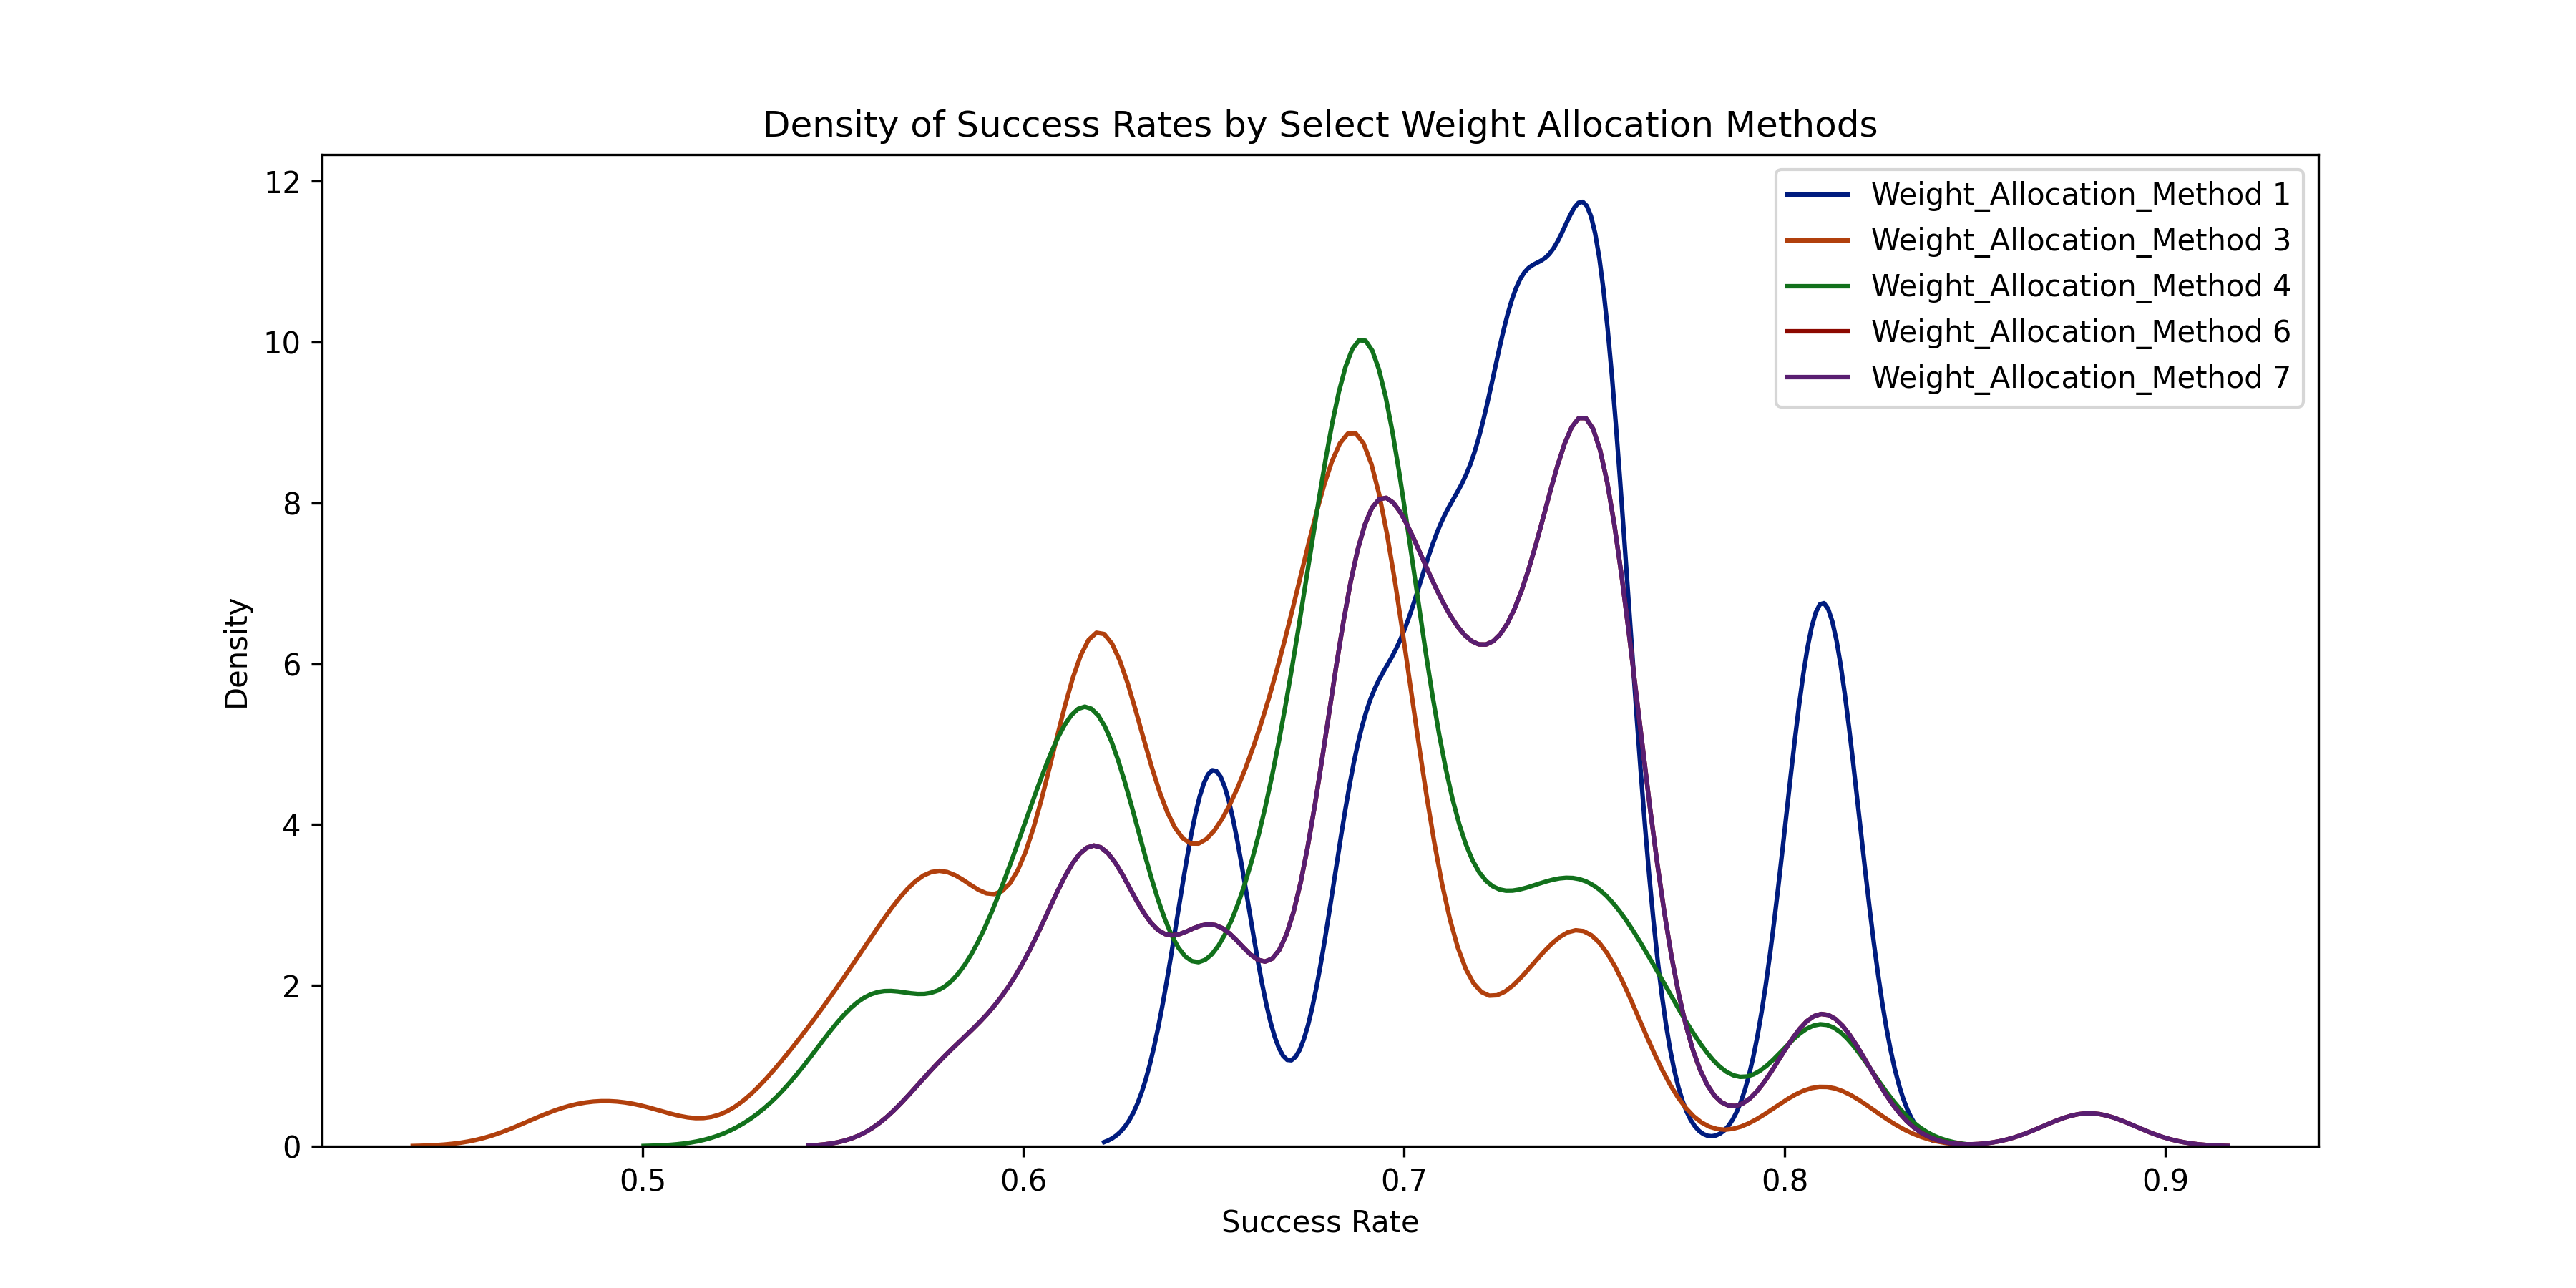 Density of Success Rates by Select Weight Allocation Methods
12
10
8
6
4
2
0
Density
Weight_Allocation_Method 1
Weight_Allocation_Method 3
Weight_Allocation_Method 4
Weight_Allocation_Method 6
Weight_Allocation_Method 7
0.5 0.6 0.7 0.8 0.9
Success Rate